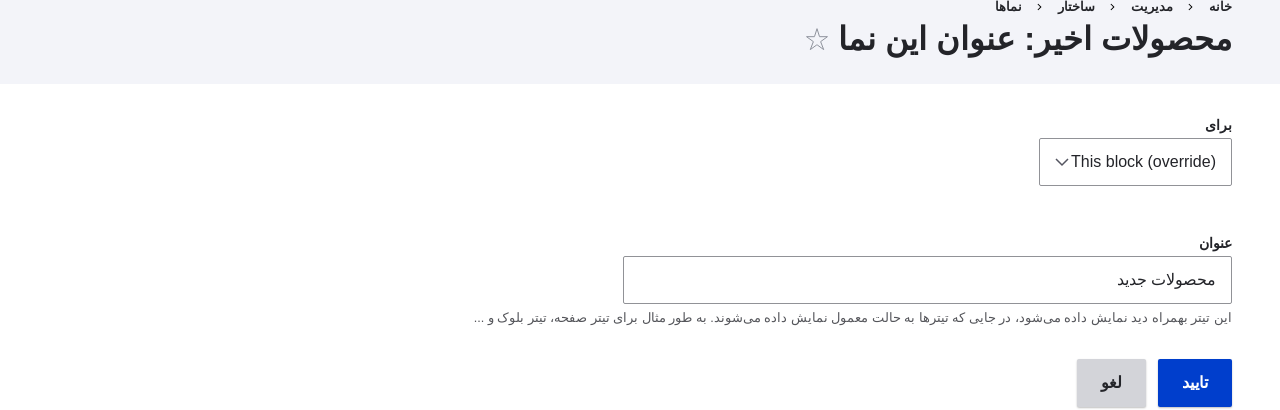 خانه › مدیریت › ساختار › نماها
محصولات اخیر: عنوان این نما ☆
برای
This block (override)
عنوان
محصولات جدید
این تیتر بهمراه دید نمایش داده می‌شود، در جایی که تیترها به حالت معمول نمایش داده می‌شوند. به طور مثال برای تیتر صفحه، تیتر بلوک و ...
تایید لغو